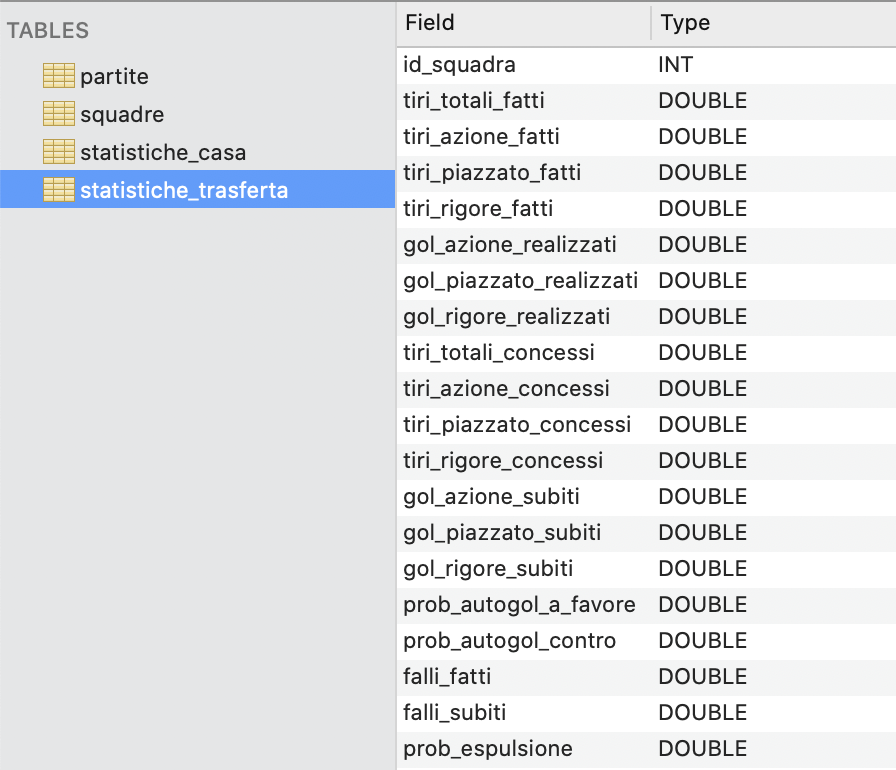 TABLES
partite
squadre
statistiche_casa
statistiche_trasferta
Field Type
id_squadra INT
tiri_totali_fatti DOUBLE
tiri_azione_fatti DOUBLE
tiri_piazzato_fatti DOUBLE
tiri_rigore_fatti DOUBLE
gol_azione_realizzati DOUBLE
gol_piazzato_realizzati DOUBLE
gol_rigore_realizzati DOUBLE
tiri_totali_concessi DOUBLE
tiri_azione_concessi DOUBLE
tiri_piazzato_concessi DOUBLE
tiri_rigore_concessi DOUBLE
gol_azione_subiti DOUBLE
gol_piazzato_subiti DOUBLE
gol_rigore_subiti DOUBLE
prob_autogol_a_favore DOUBLE
prob_autogol_contro DOUBLE
falli_fatti DOUBLE
falli_subiti DOUBLE
prob_espulsione DOUBLE